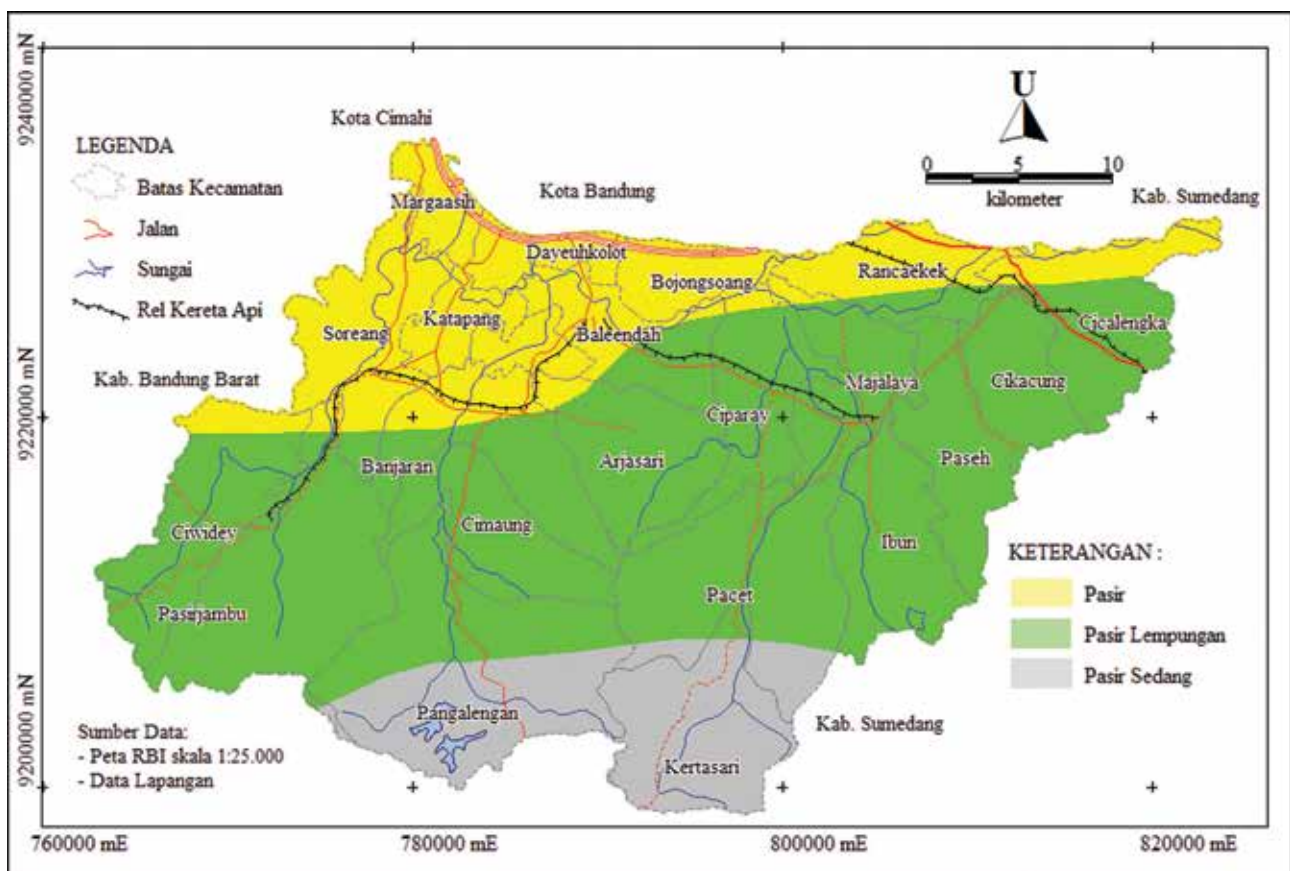 9240000 mN
9220000 mN
9200000 mN
U
0 5 10
kilometer
Kota Cimahi
LEGENDA
Batas Kecamatan
Jalan
Sungai
Rel Kereta Api
Kota Bandung
Kab. Sumedang
Margaasih
Dayeuhkolot
Bojongsoang
Rancaekek
Soreang
Katapang
Baleendah
Cicalengka
Kab. Bandung Barat
Majalaya
Cikacung
Ciparay
Banjaran
Arjasari
Paseh
Ciwidey
Cimaung
Ibun
Pasirjambu
Pacet
KETERANGAN :
Pasir
Pasir Lempungan
Pasir Sedang
Pangalengan
Kab. Sumedang
Kertasari
Sumber Data:
- Peta RBI skala 1:25.000
- Data Lapangan
760000 mE
780000 mE
800000 mE
820000 mE